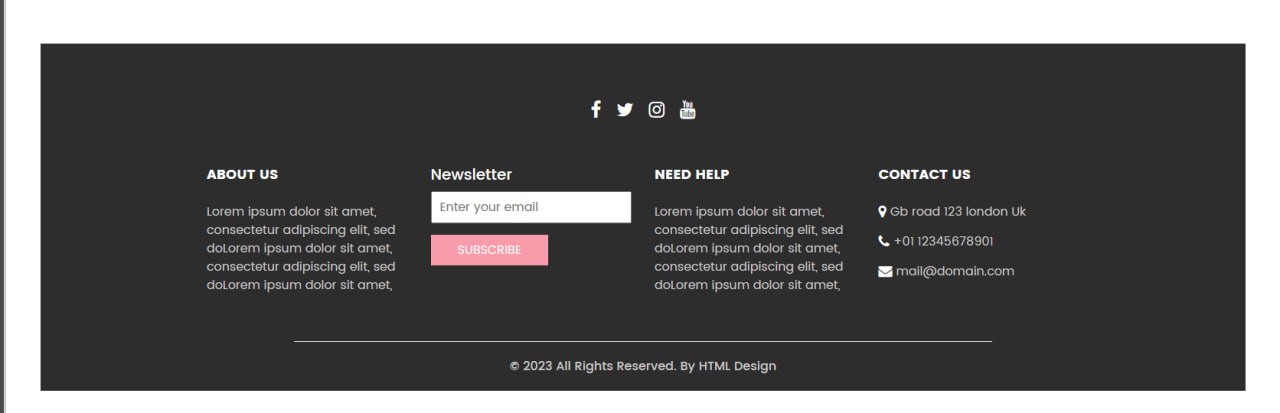 You
Tube
ABOUT US
Lorem ipsum dolor sit amet,
consectetur adipiscing elit, sed
doLorem ipsum dolor sit amet,
consectetur adipiscing elit, sed
doLorem ipsum dolor sit amet,
Newsletter
Enter your email
SUBSCRIBE
NEED HELP
Lorem ipsum dolor sit amet,
consectetur adipiscing elit, sed
doLorem ipsum dolor sit amet,
consectetur adipiscing elit, sed
doLorem ipsum dolor sit amet,
CONTACT US
Gb road 123 london Uk
+01 12345678901
mail@domain.com
© 2023 All Rights Reserved. By HTML Design